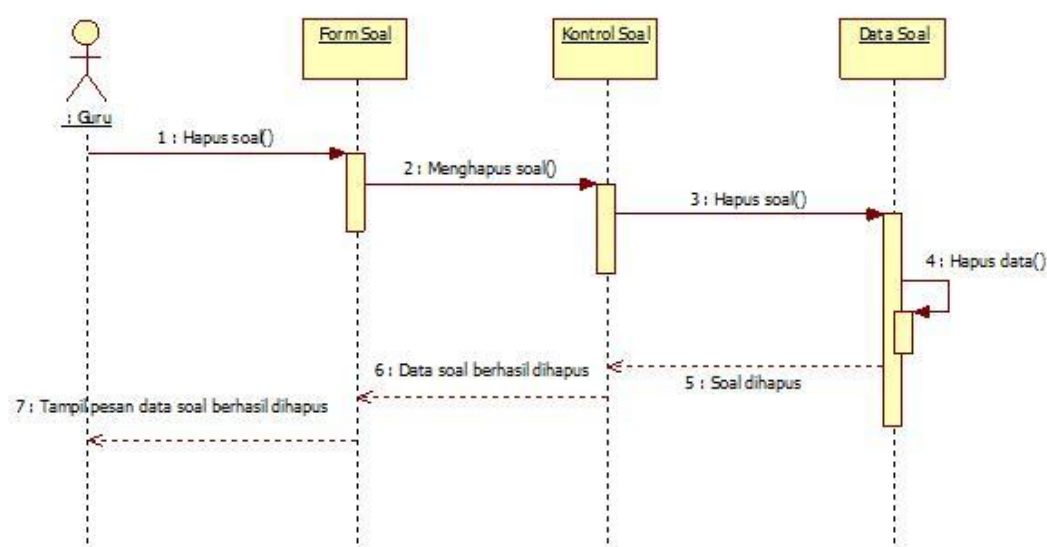 : Guru
Form Soal
Kontrol Soal
Data Soal
1 : Hapus soal()
2 : Menghapus soal()
3 : Hapus soal()
4 : Hapus data()
5 : Soal dihapus
6 : Data soal berhasil dihapus
7 : Tampil pesan data soal berhasil dihapus